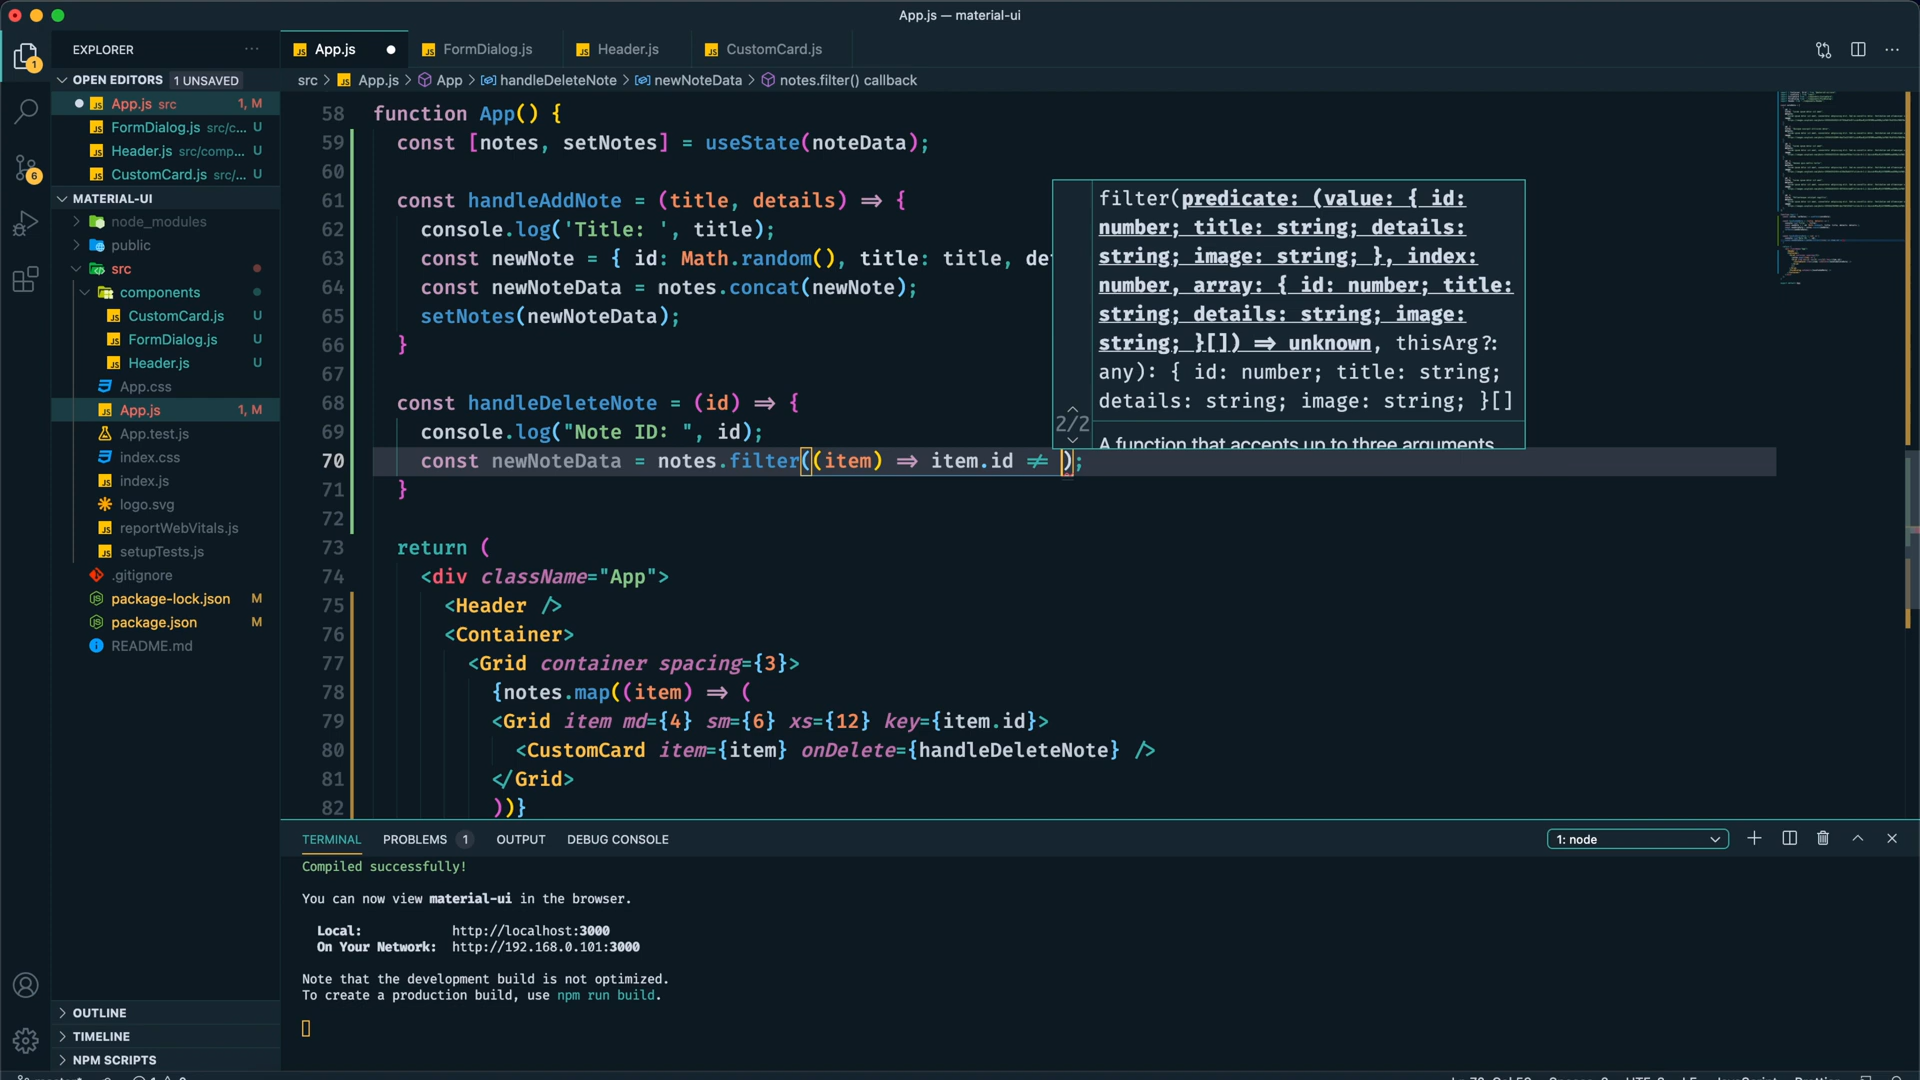 App.js — material-ui
EXPLORER
OPEN EDITORS 1 UNSAVED
App.js src 1, M
FormDialog.js src/c... U
Header.js src/comp... U
CustomCard.js src/... U
MATERIAL-UI
node_modules
public
src
components
CustomCard.js U
FormDialog.js U
Header.js U
App.css
App.js 1, M
App.test.js
index.css
index.js
logo.svg
reportWebVitals.js
setupTests.js
.gitignore
package-lock.json M
package.json M
README.md
OUTLINE
TIMELINE
NPM SCRIPTS
1
6
App.js FormDialog.js Header.js CustomCard.js
src > App.js > App > handleDeleteNote > newNoteData > notes.filter() callback
58 function App() {
59 const [notes, setNotes] = useState(noteData);
60
61 const handleAddNote = (title, details) => {
62 console.log('Title: ', title);
63 const newNote = { id: Math.random(), title: title, de
64 const newNoteData = notes.concat(newNote);
65 setNotes(newNoteData);
66 }
67
68 const handleDeleteNote = (id) => {
69 console.log("Note ID: ", id);
70 const newNoteData = notes.filter((item) => item.id ≠ );
71 }
72
73 return (
74 <div className="App">
75 <Header />
76 <Container>
77 <Grid container spacing={3}>
78 {notes.map((item) => (
79 <Grid item md={4} sm={6} xs={12} key={item.id}>
80 <CustomCard item={item} onDelete={handleDeleteNote} />
81 </Grid>
82 ))}
filter(predicate: (value: { id:
number; title: string; details:
string; image: string; }, index:
number, array: { id: number; title:
string; details: string; image:
string; }[]) => unknown, thisArg?:
any): { id: number; title: string;
details: string; image: string; }[]
2/2
A function that accepts up to three arguments.
TERMINAL PROBLEMS 1 OUTPUT DEBUG CONSOLE
1: node
Compiled successfully!
You can now view material-ui in the browser.
Local: http://localhost:3000
On Your Network: http://192.168.0.101:3000
Note that the development build is not optimized.
To create a production build, use npm run build.